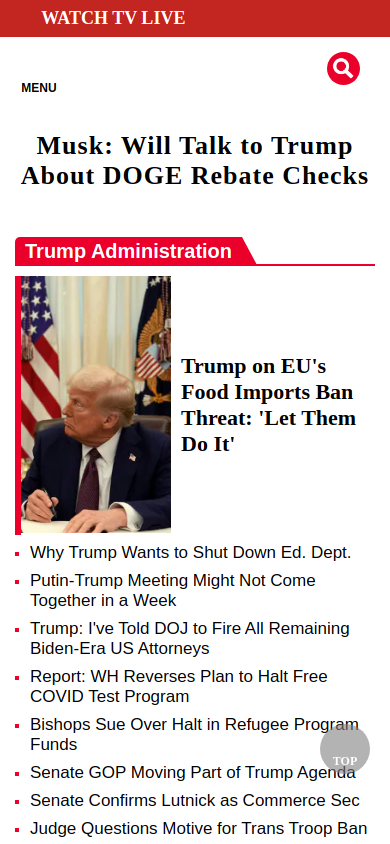 WATCH TV LIVE
MENU
Musk: Will Talk to Trump
About DOGE Rebate Checks
Trump Administration
Trump on EU's
Food Imports Ban
Threat: 'Let Them
Do It'
Why Trump Wants to Shut Down Ed. Dept.
Putin-Trump Meeting Might Not Come
Together in a Week
Trump: I've Told DOJ to Fire All Remaining
Biden-Era US Attorneys
Report: WH Reverses Plan to Halt Free
COVID Test Program
Bishops Sue Over Halt in Refugee Program
Funds
TOP
Senate GOP Moving Part of Trump Agenda
Senate Confirms Lutnick as Commerce Sec
Judge Questions Motive for Trans Troop Ban